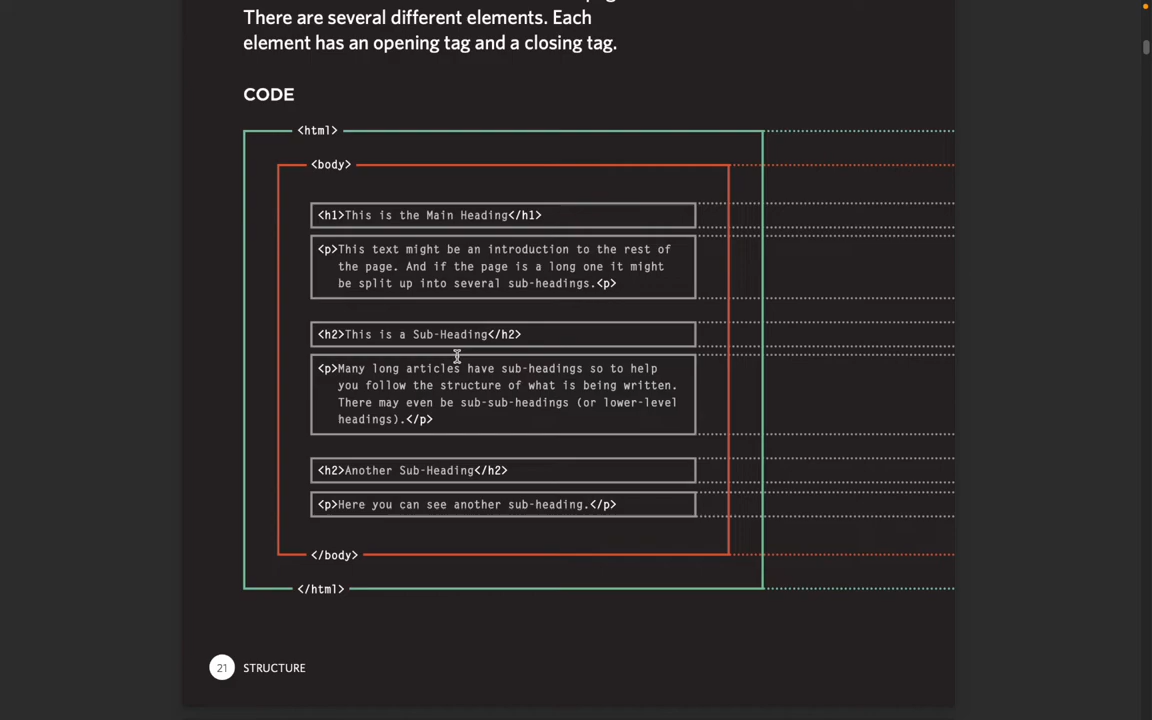 There are several different elements. Each
element has an opening tag and a closing tag.
CODE
<html>
<body>
<h1>This is the Main Heading</h1>
<p>This text might be an introduction to the rest of
the page. And if the page is a long one it might
be split up into several sub-headings.<p>
<h2>This is a Sub-Heading</h2>
<p>Many long articles have sub-headings so to help
you follow the structure of what is being written.
There may even be sub-sub-headings (or lower-level
headings).</p>
<h2>Another Sub-Heading</h2>
<p>Here you can see another sub-heading.</p>
</body>
</html>
21 STRUCTURE